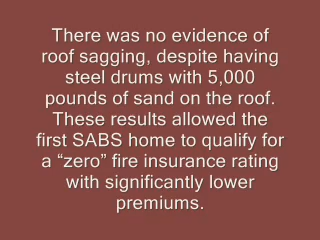 There was no evidence of
roof sagging, despite having
steel drums with 5,000
pounds of sand on the roof.
These results allowed the
first SABS home to qualify for
a “zero” fire insurance rating
with significantly lower
premiums.